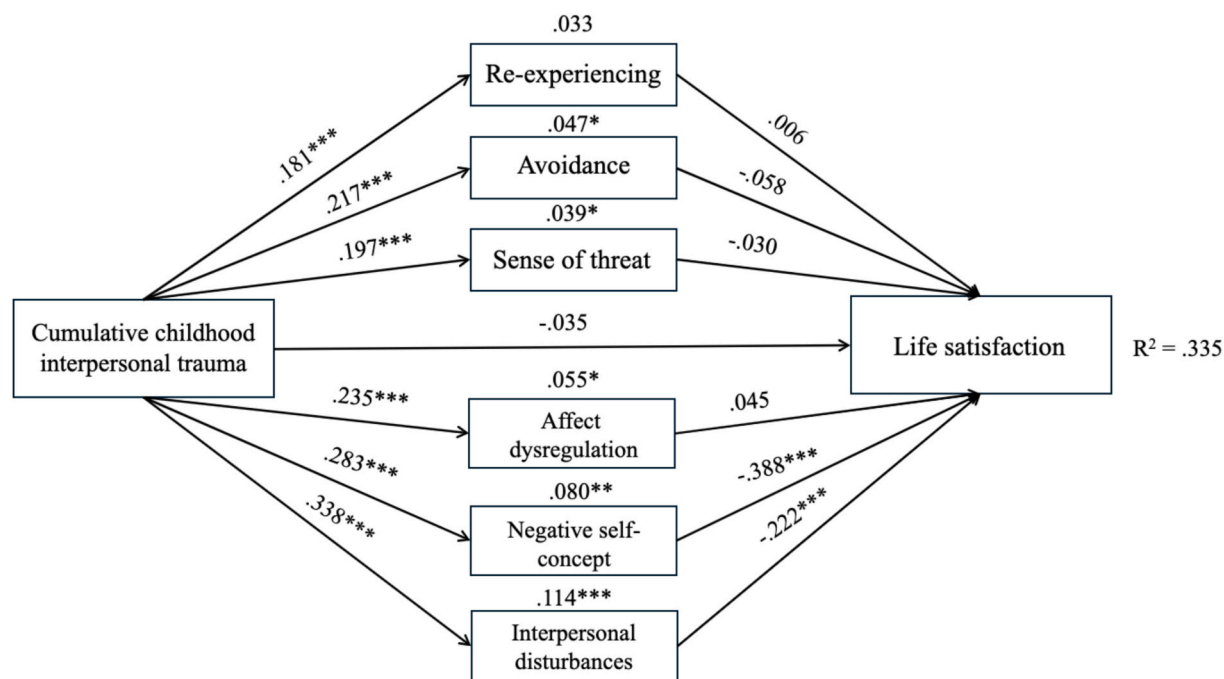 .033
Re-experiencing
.181***
.006
.047*
Avoidance
.217***
-.058
.039*
Sense of threat
.197***
-.030
Cumulative childhood
interpersonal trauma
-.035
Life satisfaction
R² = .335
.055*
Affect
dysregulation
.235***
.045
.283***
.080**
Negative self-
concept
-.388***
.338***
-.222***
.114***
Interpersonal
disturbances